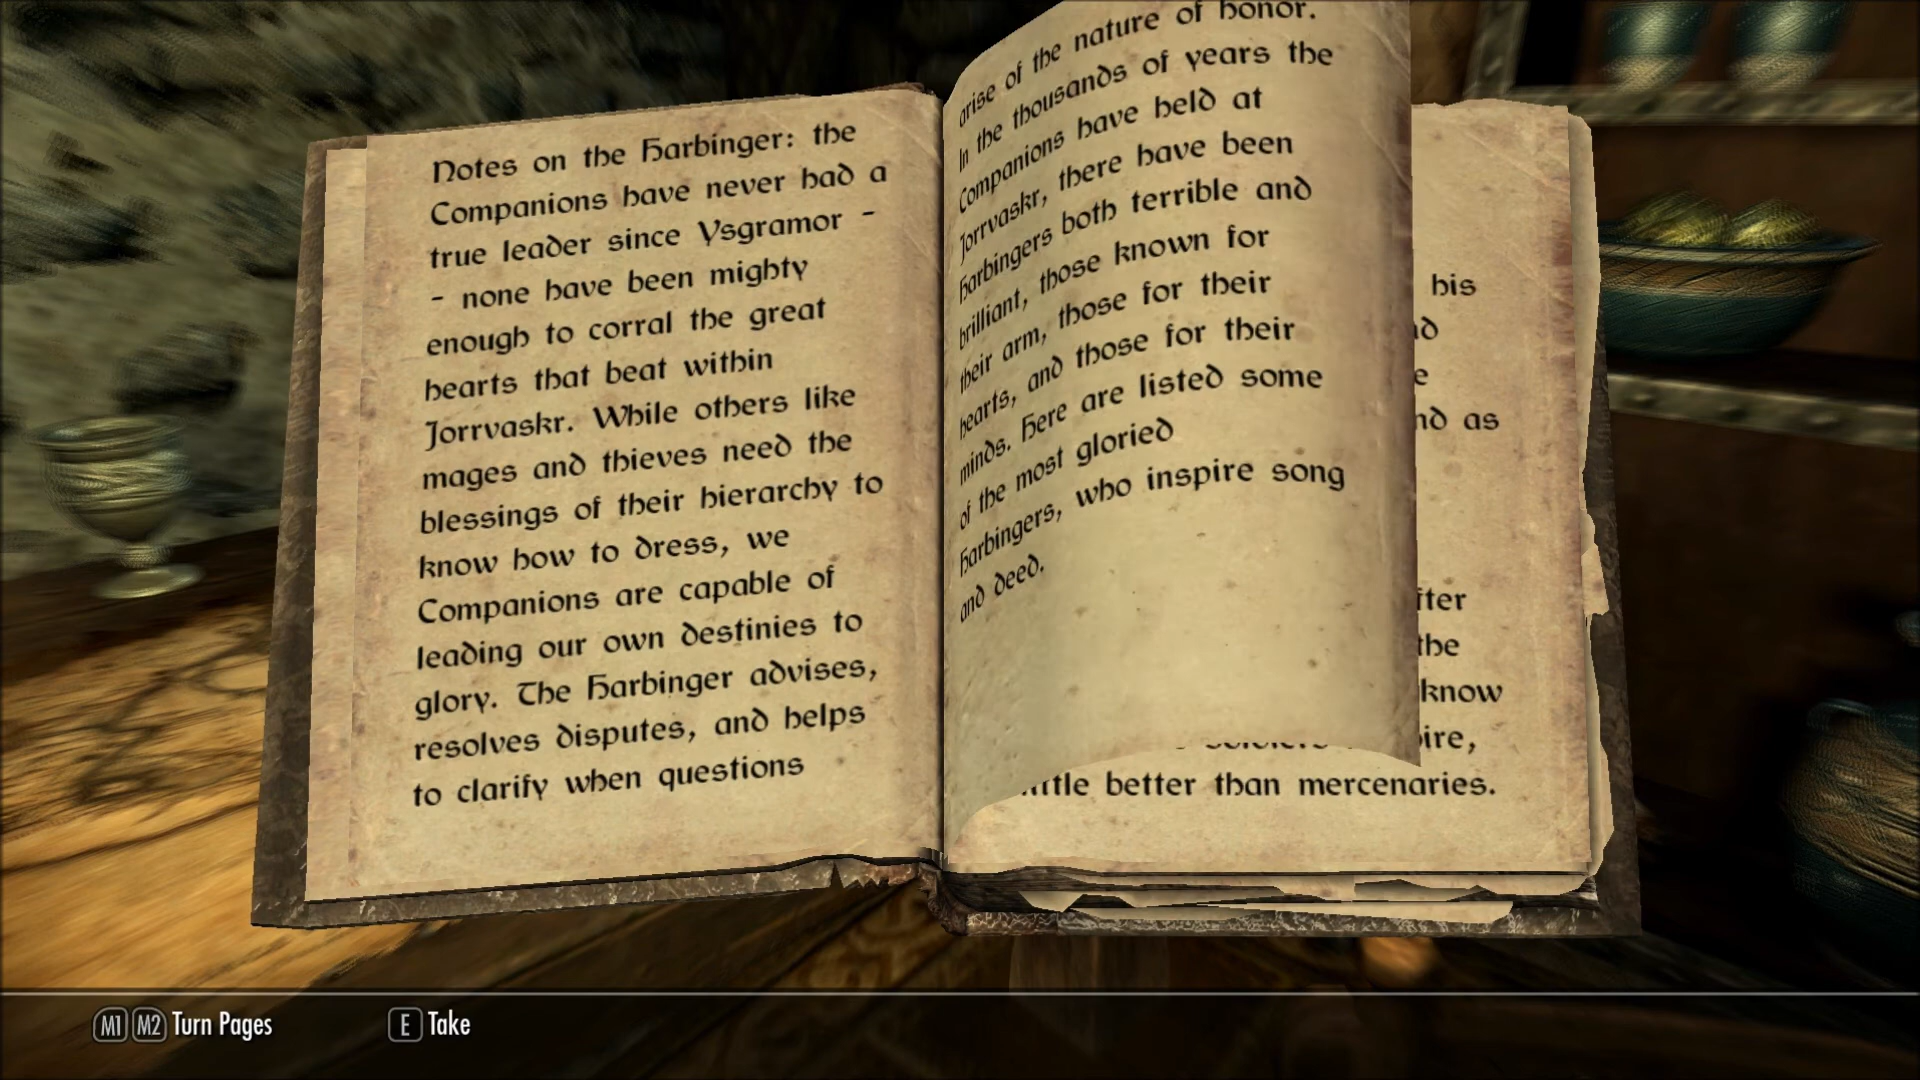 Notes on the Harbinger: the
Companions have never had a
true leader since Ysgramor -
- none have been mighty
enough to corral the great
hearts that beat within
Jorrvaskr. While others like
mages and thieves need the
blessings of their hierarchy to
know how to dress, we
Companions are capable of
leading our own destinies to
glory. The Harbinger advises,
resolves disputes, and helps
to clarify when questions
arise of the nature of honor.
In the thousands of years the
Companions have held at
Jorrvaskr, there have been
Harbingers both terrible and
brilliant, those known for
their arm, those for their
hearts, and those for their
minds. Here are listed some
of the most gloried
Harbingers, who inspire song
and deed.
his
nd as
the
know
better than mercenaries.
M1 M2 Turn Pages
E Take